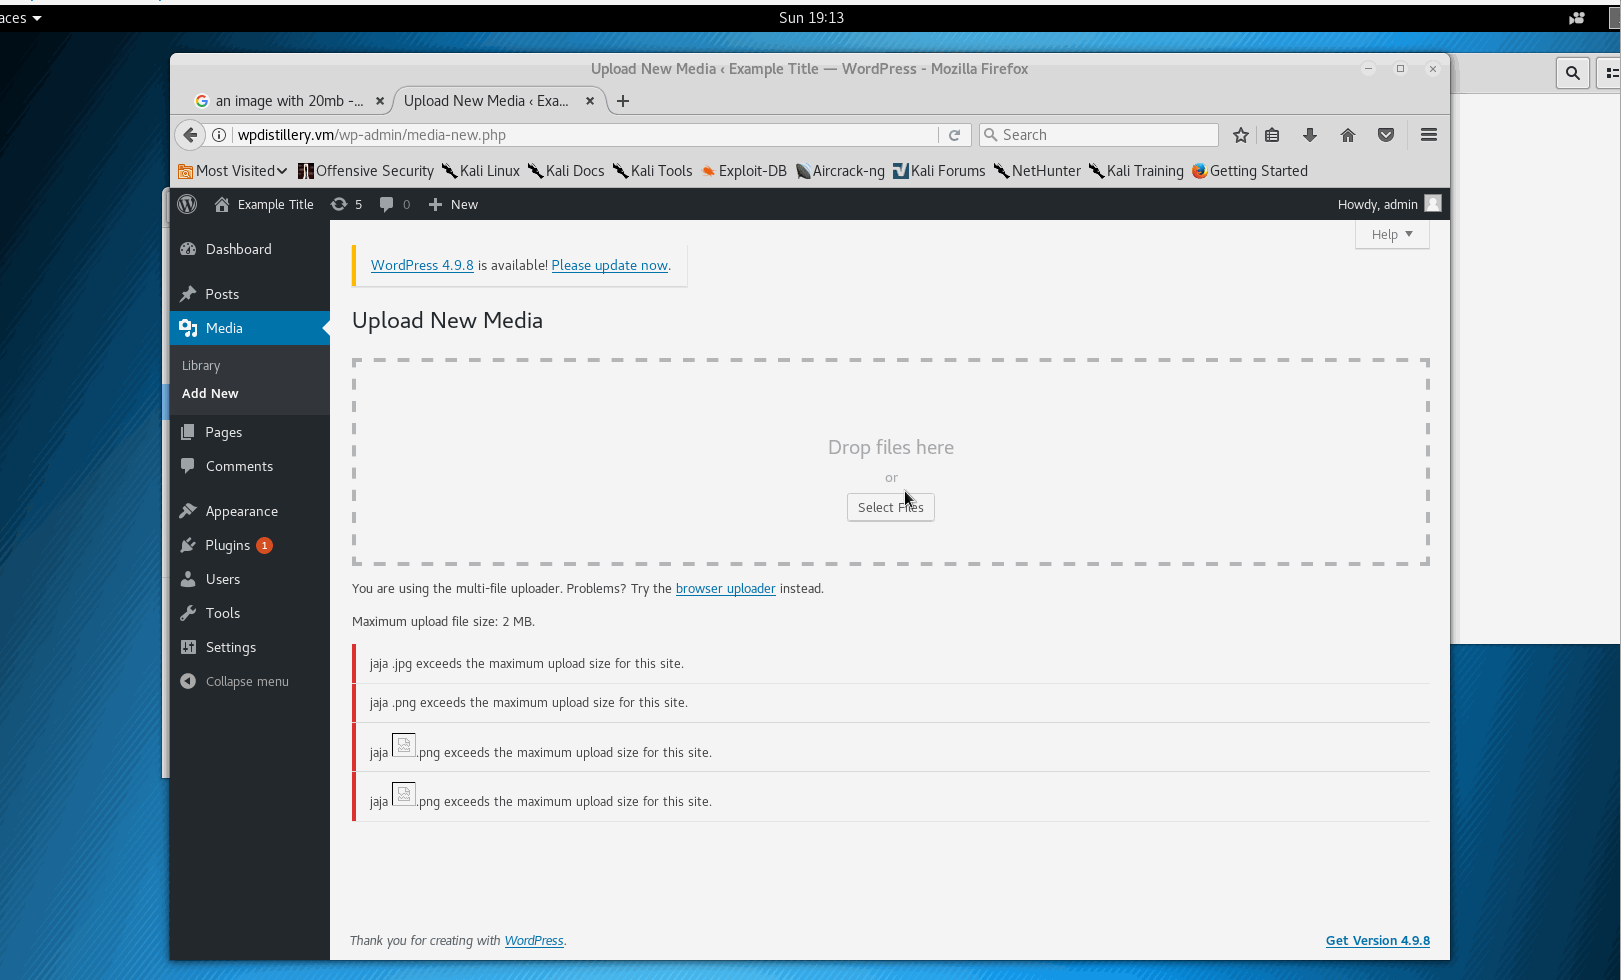 aces
Sun 19:13
Upload New Media ‹ Example Title — WordPress - Mozilla Firefox
an image with 20mb -...
Upload New Media ‹ Exa...
wpdistillery.vm/wp-admin/media-new.php
Search
Most Visited
Offensive Security
Kali Linux
Kali Docs
Kali Tools
Exploit-DB
Aircrack-ng
Kali Forums
NetHunter
Kali Training
Getting Started
Example Title
5
0
New
Howdy, admin
Help
Dashboard
Posts
Media
Library
Add New
Pages
Comments
Appearance
Plugins 1
Users
Tools
Settings
Collapse menu
WordPress 4.9.8 is available! Please update now.
Upload New Media
Drop files here
or
Select Files
You are using the multi-file uploader. Problems? Try the browser uploader instead.
Maximum upload file size: 2 MB.
jaja .jpg exceeds the maximum upload size for this site.
jaja .png exceeds the maximum upload size for this site.
jaja .png exceeds the maximum upload size for this site.
jaja .png exceeds the maximum upload size for this site.
Thank you for creating with WordPress.
Get Version 4.9.8